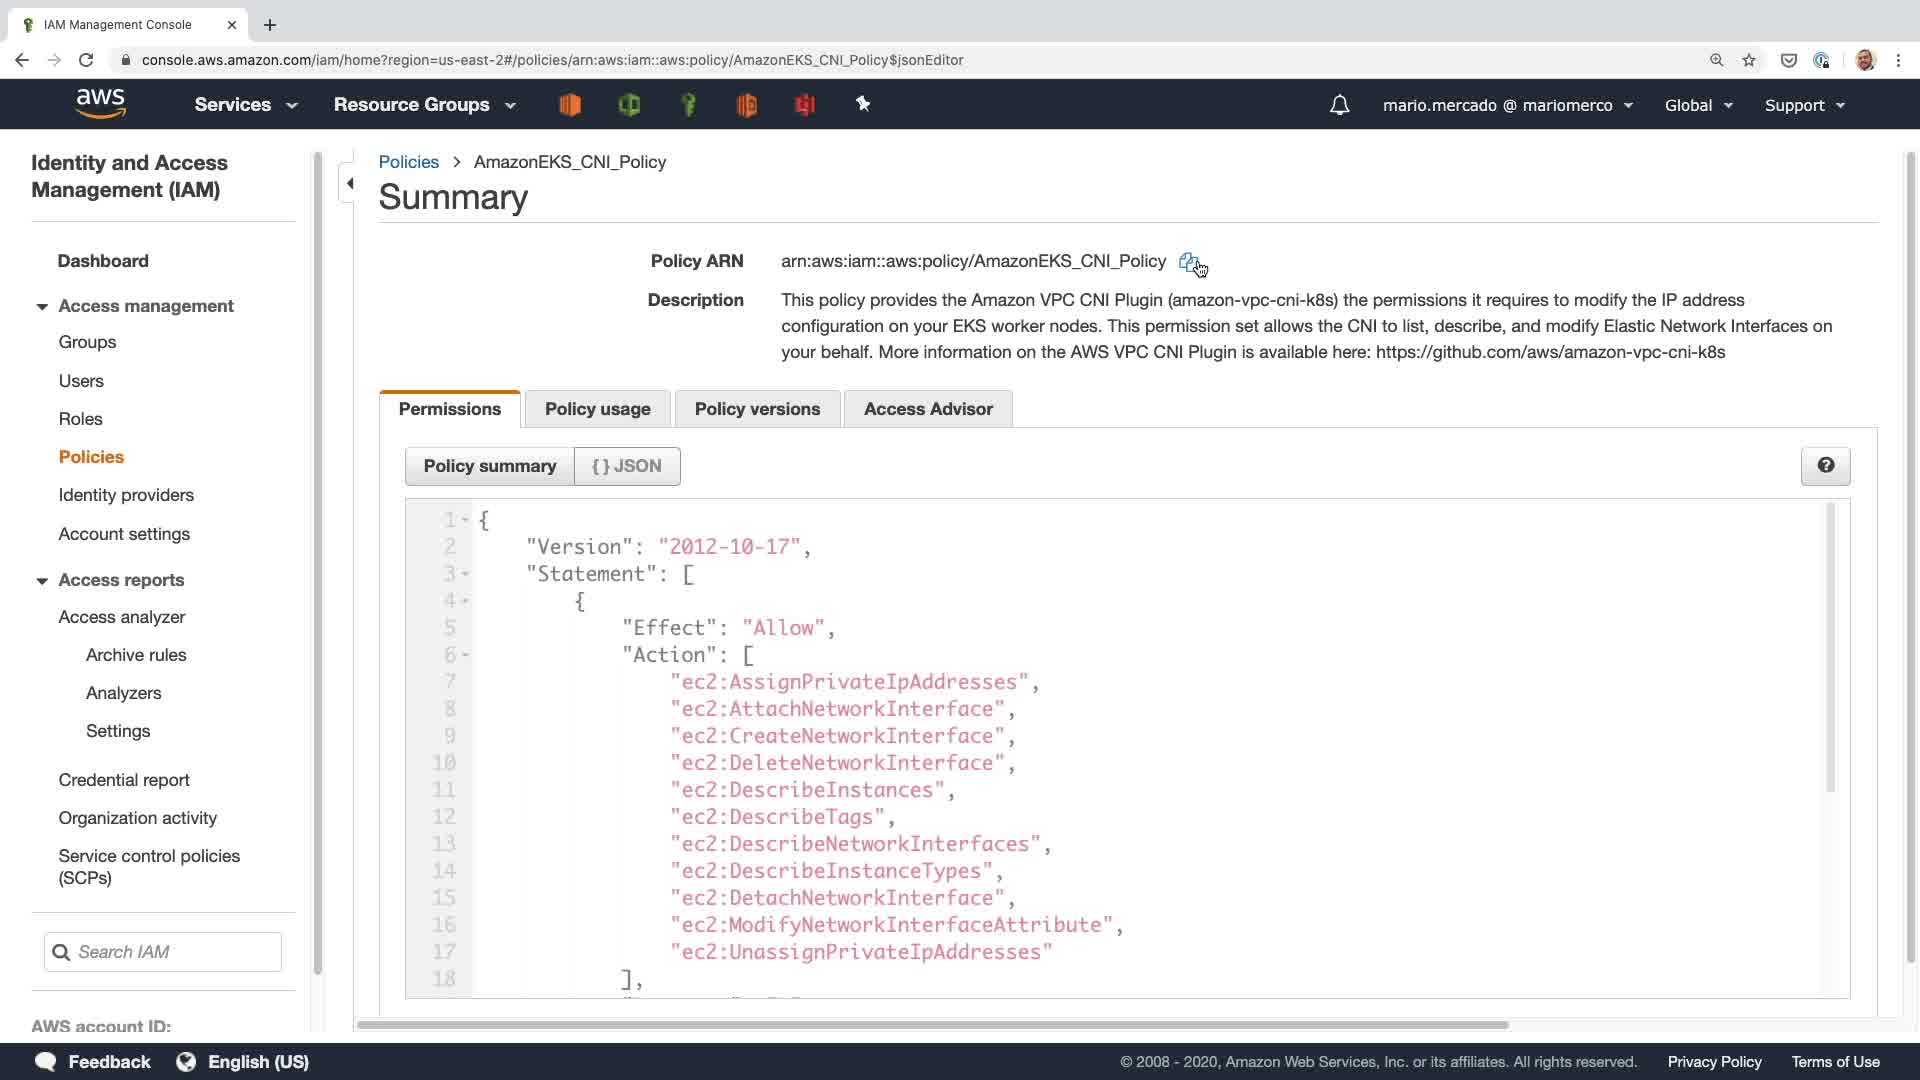 IAM Management Console
console.aws.amazon.com/iam/home?region=us-east-2#/policies/arn:aws:iam::aws:policy/AmazonEKS_CNI_Policy$jsonEditor
aws
Services
Resource Groups
mario.mercado @ mariomerco
Global
Support
Identity and Access
Management (IAM)
Dashboard
Access management
Groups
Users
Roles
Policies
Identity providers
Account settings
Access reports
Access analyzer
Archive rules
Analyzers
Settings
Credential report
Organization activity
Service control policies
(SCPs)
Search IAM
AWS account ID:
Policies > AmazonEKS_CNI_Policy
Summary
Policy ARN arn:aws:iam::aws:policy/AmazonEKS_CNI_Policy
Description This policy provides the Amazon VPC CNI Plugin (amazon-vpc-cni-k8s) the permissions it requires to modify the IP address
configuration on your EKS worker nodes. This permission set allows the CNI to list, describe, and modify Elastic Network Interfaces on
your behalf. More information on the AWS VPC CNI Plugin is available here: https://github.com/aws/amazon-vpc-cni-k8s
Permissions
Policy usage
Policy versions
Access Advisor
Policy summary
{ } JSON
?
1 {
2 "Version": "2012-10-17",
3 "Statement": [
4 {
5 "Effect": "Allow",
6 "Action": [
7 "ec2:AssignPrivateIpAddresses",
8 "ec2:AttachNetworkInterface",
9 "ec2:CreateNetworkInterface",
10 "ec2:DeleteNetworkInterface",
11 "ec2:DescribeInstances",
12 "ec2:DescribeTags",
13 "ec2:DescribeNetworkInterfaces",
14 "ec2:DescribeInstanceTypes",
15 "ec2:DetachNetworkInterface",
16 "ec2:ModifyNetworkInterfaceAttribute",
17 "ec2:UnassignPrivateIpAddresses"
18 ],
Feedback
English (US)
© 2008 - 2020, Amazon Web Services, Inc. or its affiliates. All rights reserved.
Privacy Policy
Terms of Use